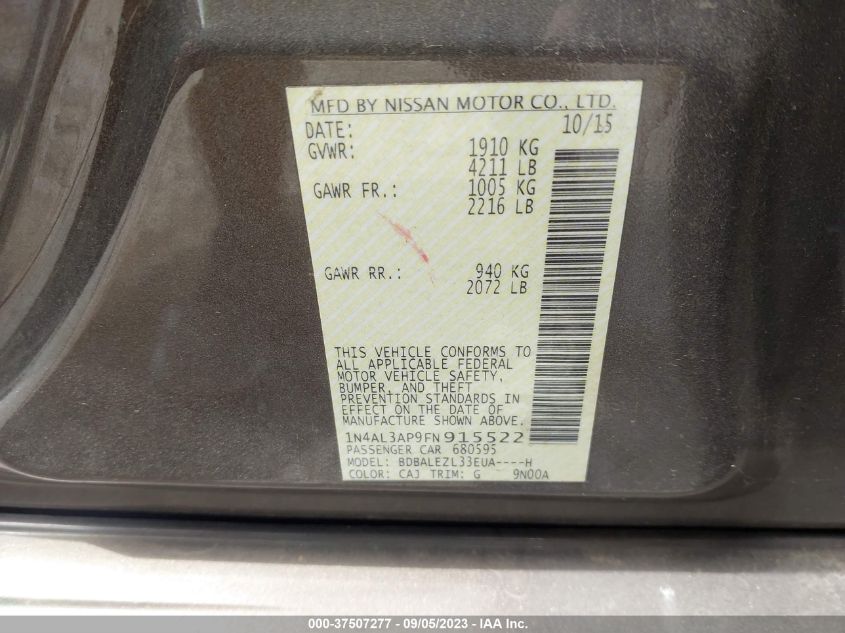 MFD BY NISSAN MOTOR CO., LTD.
DATE: 10/15
GVWR: 1910 KG
4211 LB
GAWR FR.: 1005 KG
2216 LB
GAWR RR.: 940 KG
2072 LB
THIS VEHICLE CONFORMS TO
ALL APPLICABLE FEDERAL
MOTOR VEHICLE SAFETY,
BUMPER, AND THEFT
PREVENTION STANDARDS IN
EFFECT ON THE DATE OF
MANUFACTURE SHOWN ABOVE.
1N4AL3AP9FN915522
PASSENGER CAR 680595
MODEL: BDBALEZL33EUA----H
COLOR: CAJ TRIM: G 9N00A
000-37507277 - 09/05/2023 - IAA Inc.